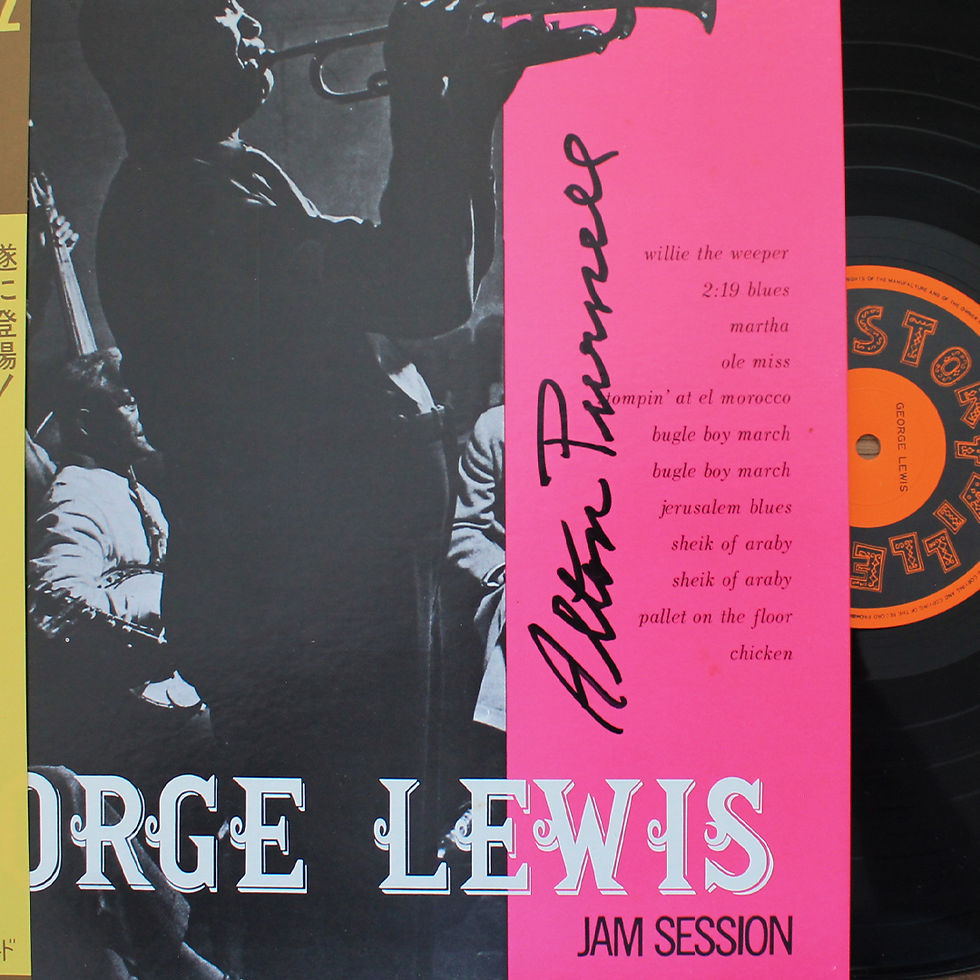 遂に登場!
ド
willie the weeper
2:19 blues
martha
ole miss
tompin' at el morocco
bugle boy march
bugle boy march
jerusalem blues
sheik of araby
sheik of araby
pallet on the floor
chicken
Alton Purnell
ORGE LEWIS
JAM SESSION
STORYVILLE
GEORGE LEWIS